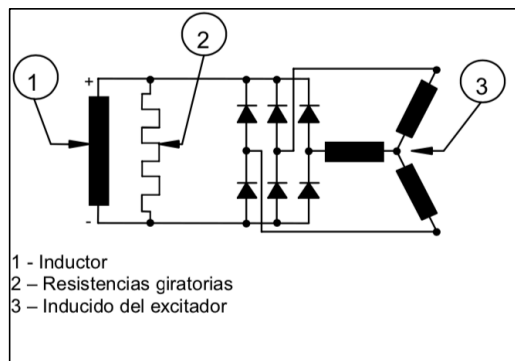 1
2
3
+
-
1 - Inductor
2 – Resistencias giratorias
3 – Inducido del excitador